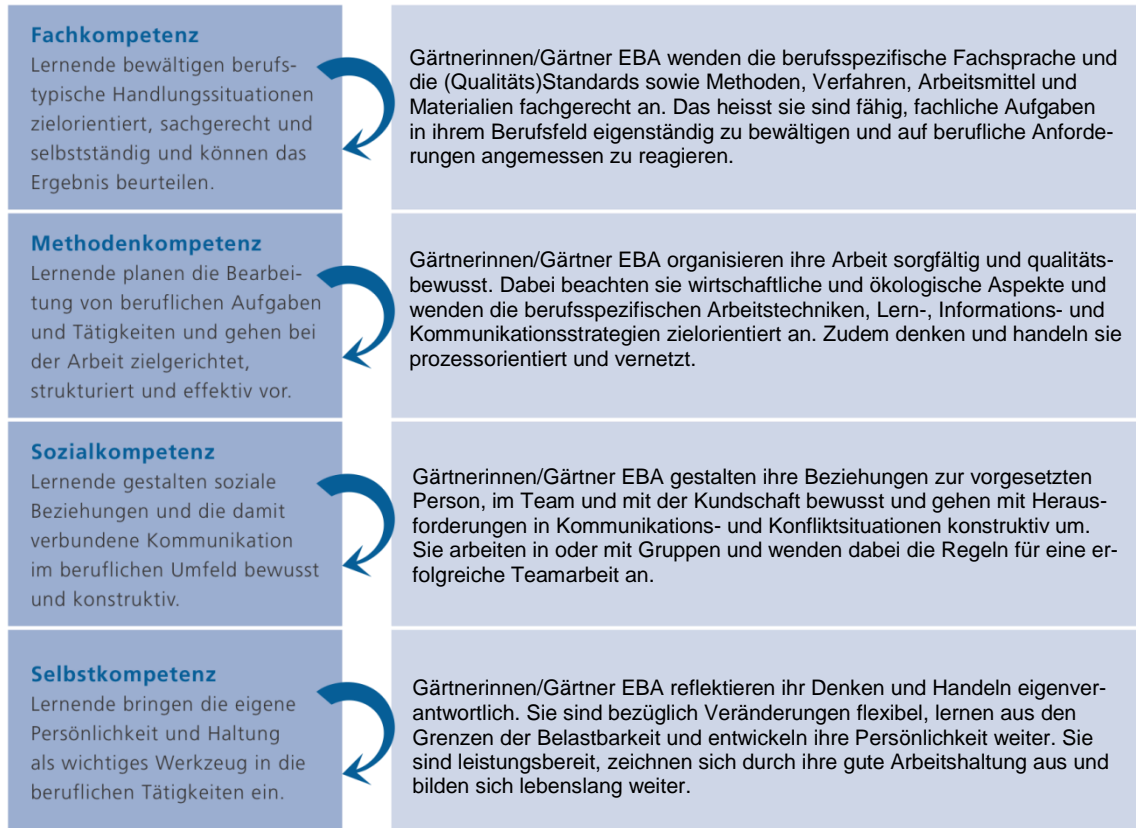 Fachkompetenz
Lernende bewältigen berufs-
typische Handlungssituationen
zielorientiert, sachgerecht und
selbstständig und können das
Ergebnis beurteilen.
Gärtnerinnen/Gärtner EBA wenden die berufsspezifische Fachsprache und
die (Qualitäts)Standards sowie Methoden, Verfahren, Arbeitsmittel und
Materialien fachgerecht an. Das heisst sie sind fähig, fachliche Aufgaben
in ihrem Berufsfeld eigenständig zu bewältigen und auf berufliche Anforde-
rungen angemessen zu reagieren.
Methodenkompetenz
Lernende planen die Bearbei-
tung von beruflichen Aufgaben
und Tätigkeiten und gehen bei
der Arbeit zielgerichtet,
strukturiert und effektiv vor.
Gärtnerinnen/Gärtner EBA organisieren ihre Arbeit sorgfältig und qualitäts-
bewusst. Dabei beachten sie wirtschaftliche und ökologische Aspekte und
wenden die berufsspezifischen Arbeitstechniken, Lern-, Informations- und
Kommunikationsstrategien zielorientiert an. Zudem denken und handeln sie
prozessorientiert und vernetzt.
Sozialkompetenz
Lernende gestalten soziale
Beziehungen und die damit
verbundene Kommunikation
im beruflichen Umfeld bewusst
und konstruktiv.
Gärtnerinnen/Gärtner EBA gestalten ihre Beziehungen zur vorgesetzten
Person, im Team und mit der Kundschaft bewusst und gehen mit Heraus-
forderungen in Kommunikations- und Konfliktsituationen konstruktiv um.
Sie arbeiten in oder mit Gruppen und wenden dabei die Regeln für eine er-
folgreiche Teamarbeit an.
Selbstkompetenz
Lernende bringen die eigene
Persönlichkeit und Haltung
als wichtiges Werkzeug in die
beruflichen Tätigkeiten ein.
Gärtnerinnen/Gärtner EBA reflektieren ihr Denken und Handeln eigenver-
antwortlich. Sie sind bezüglich Veränderungen flexibel, lernen aus den
Grenzen der Belastbarkeit und entwickeln ihre Persönlichkeit weiter. Sie
sind leistungsbereit, zeichnen sich durch ihre gute Arbeitshaltung aus und
bilden sich lebenslang weiter.